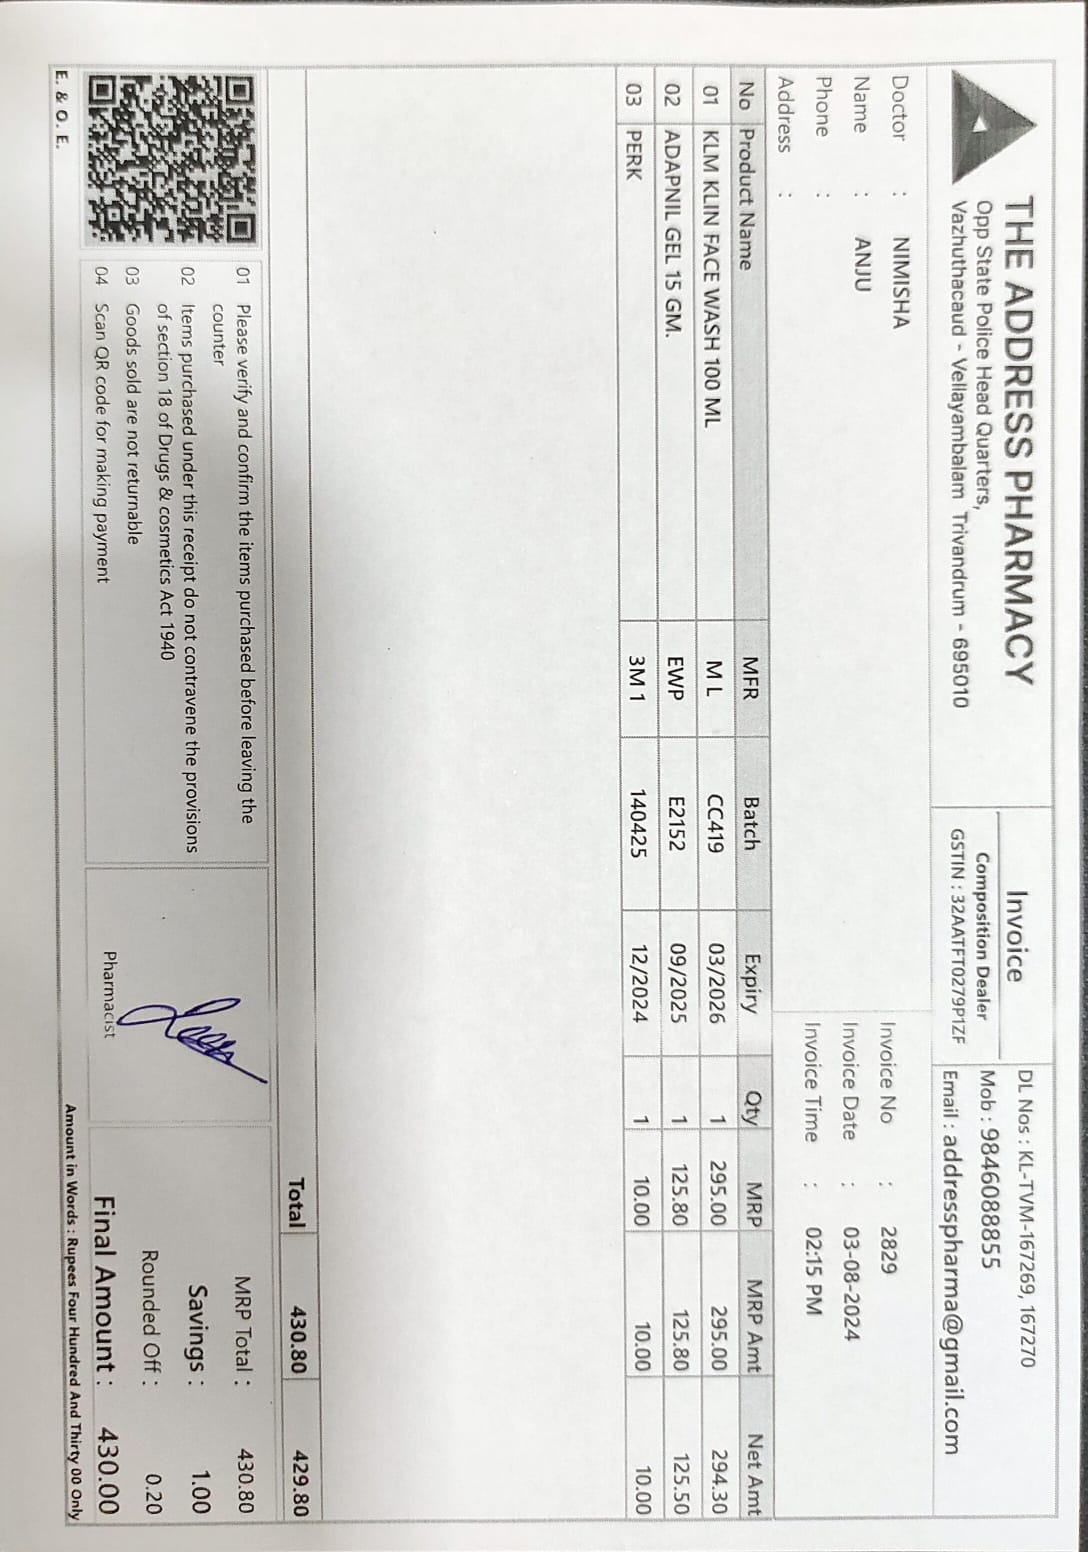 THE ADDRESS PHARMACY
Opp State Police Head Quarters,
Vazhuthacaud - Vellayambalam Trivandrum - 695010
Invoice
Composition Dealer
GSTIN : 32AATFT0279P1ZF
DL Nos : KL-TVM-167269, 167270
Mob : 9846088855
Email : addresspharma@gmail.com
Doctor : NIMISHA
Name : ANJU
Phone :
Address :
Invoice No : 2829
Invoice Date : 03-08-2024
Invoice Time : 02:15 PM
No Product Name MFR Batch Expiry Qty MRP MRP Amt Net Amt
01 KLM KLIN FACE WASH 100 ML M L CC419 03/2026 1 295.00 295.00 294.30
02 ADAPNIL GEL 15 GM. EWP E2152 09/2025 1 125.80 125.80 125.50
03 PERK 3M 1 140425 12/2024 1 10.00 10.00 10.00
Total 430.80 429.80
01 Please verify and confirm the items purchased before leaving the
counter
02 Items purchased under this receipt do not contravene the provisions
of section 18 of Drugs & cosmetics Act 1940
03 Goods sold are not returnable
04 Scan QR code for making payment
Pharmacist
MRP Total : 430.80
Savings : 1.00
Rounded Off : 0.20
Final Amount : 430.00
Amount in Words : Rupees Four Hundred And Thirty 00 Only
E. & O. E.